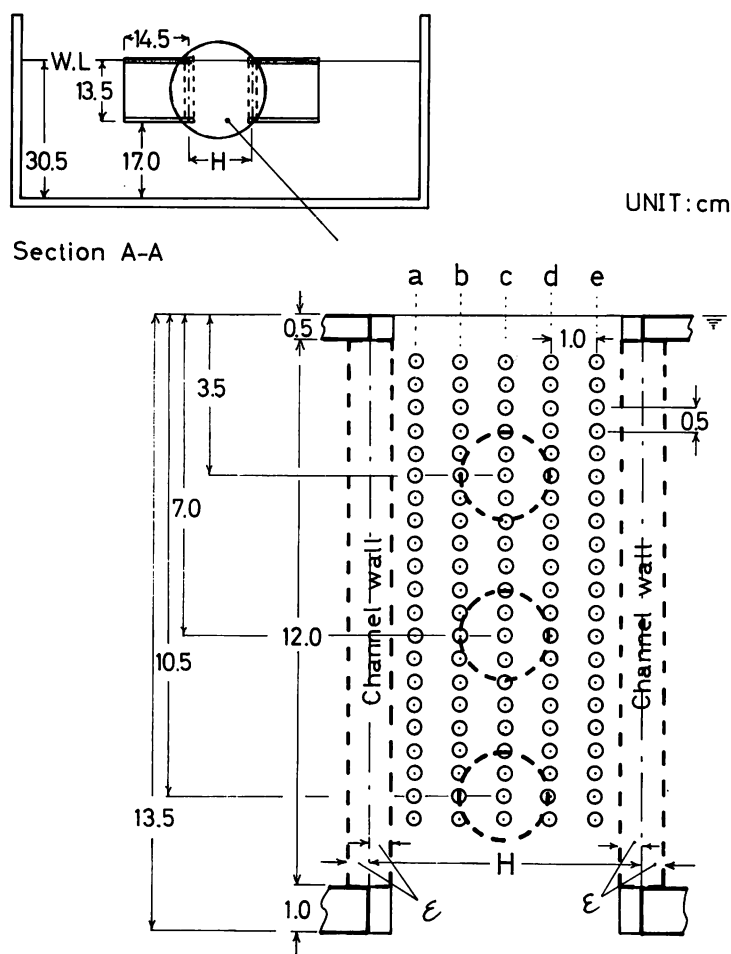 14.5
W.L
13.5
30.5
17.0
H
UNIT:cm
Section A-A
a b c d e
0.5
1.0
3.5
0.5
7.0
Channel wall
Channel wall
12.0
10.5
13.5
H
ε
ε
1.0